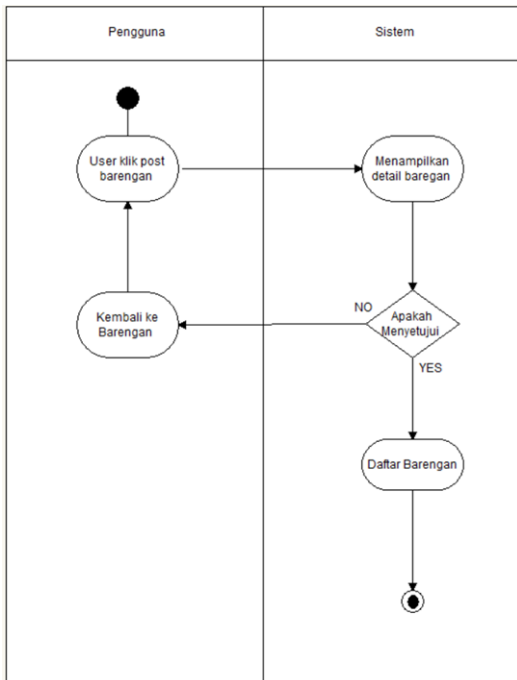 Pengguna
Sistem
User klik post
barengan
Menampilkan
detail baregan
Kembali ke
Barengan
NO
Apakah
Menyetujui
YES
Daftar Barengan